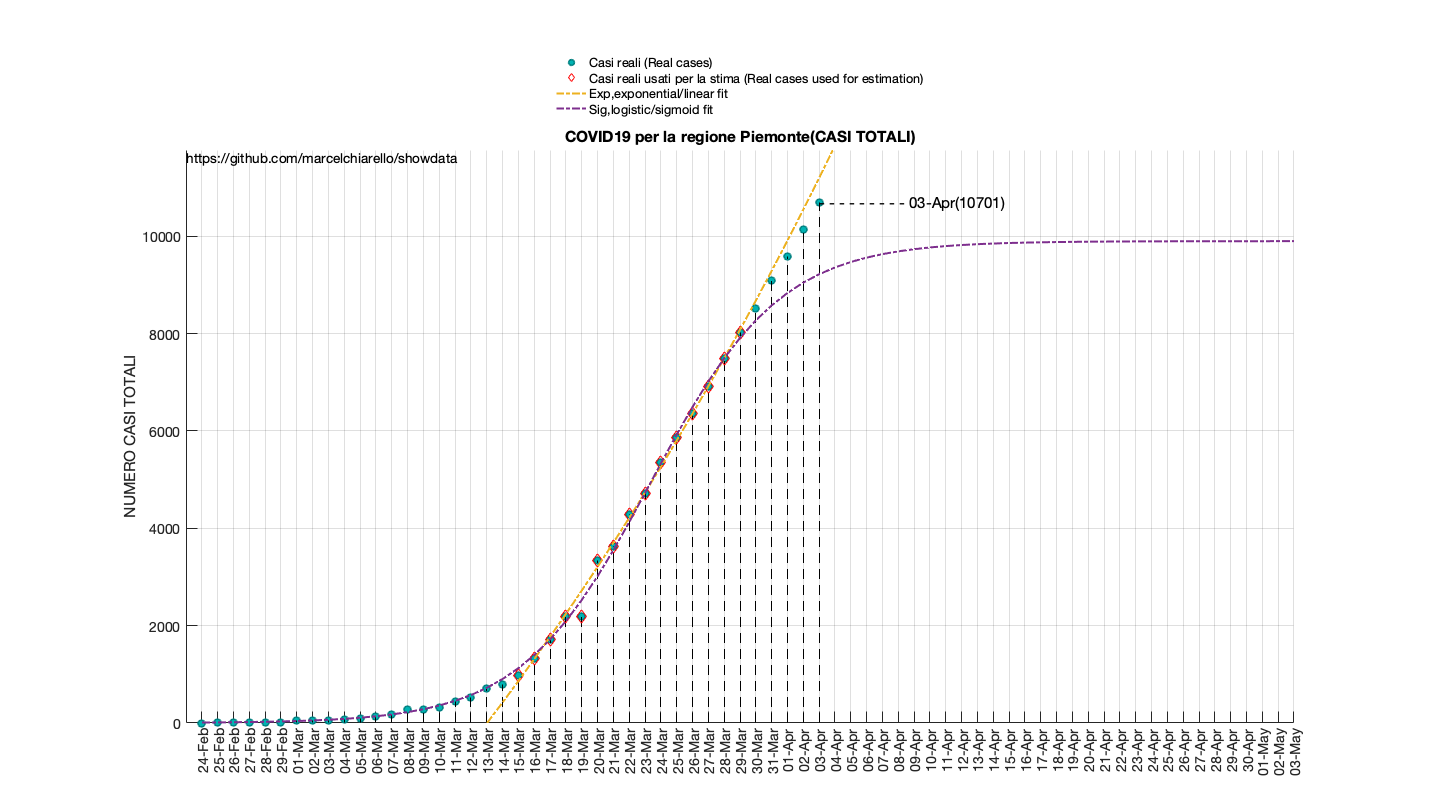 Casi reali (Real cases)
Casi reali usati per la stima (Real cases used for estimation)
Exp,exponential/linear fit
Sig,logistic/sigmoid fit
COVID19 per la regione Piemonte(CASI TOTALI)
https://github.com/marcelchiarello/showdata
03-Apr(10701)
10000
8000
6000
4000
2000
0
NUMERO CASI TOTALI
24-Feb
25-Feb
26-Feb
27-Feb
28-Feb
29-Feb
01-Mar
02-Mar
03-Mar
04-Mar
05-Mar
06-Mar
07-Mar
08-Mar
09-Mar
10-Mar
11-Mar
12-Mar
13-Mar
14-Mar
15-Mar
16-Mar
17-Mar
18-Mar
19-Mar
20-Mar
21-Mar
22-Mar
23-Mar
24-Mar
25-Mar
26-Mar
27-Mar
28-Mar
29-Mar
30-Mar
31-Mar
01-Apr
02-Apr
03-Apr
04-Apr
05-Apr
06-Apr
07-Apr
08-Apr
09-Apr
10-Apr
11-Apr
12-Apr
13-Apr
14-Apr
15-Apr
16-Apr
17-Apr
18-Apr
19-Apr
20-Apr
21-Apr
22-Apr
23-Apr
24-Apr
25-Apr
26-Apr
27-Apr
28-Apr
29-Apr
30-Apr
01-May
02-May
03-May